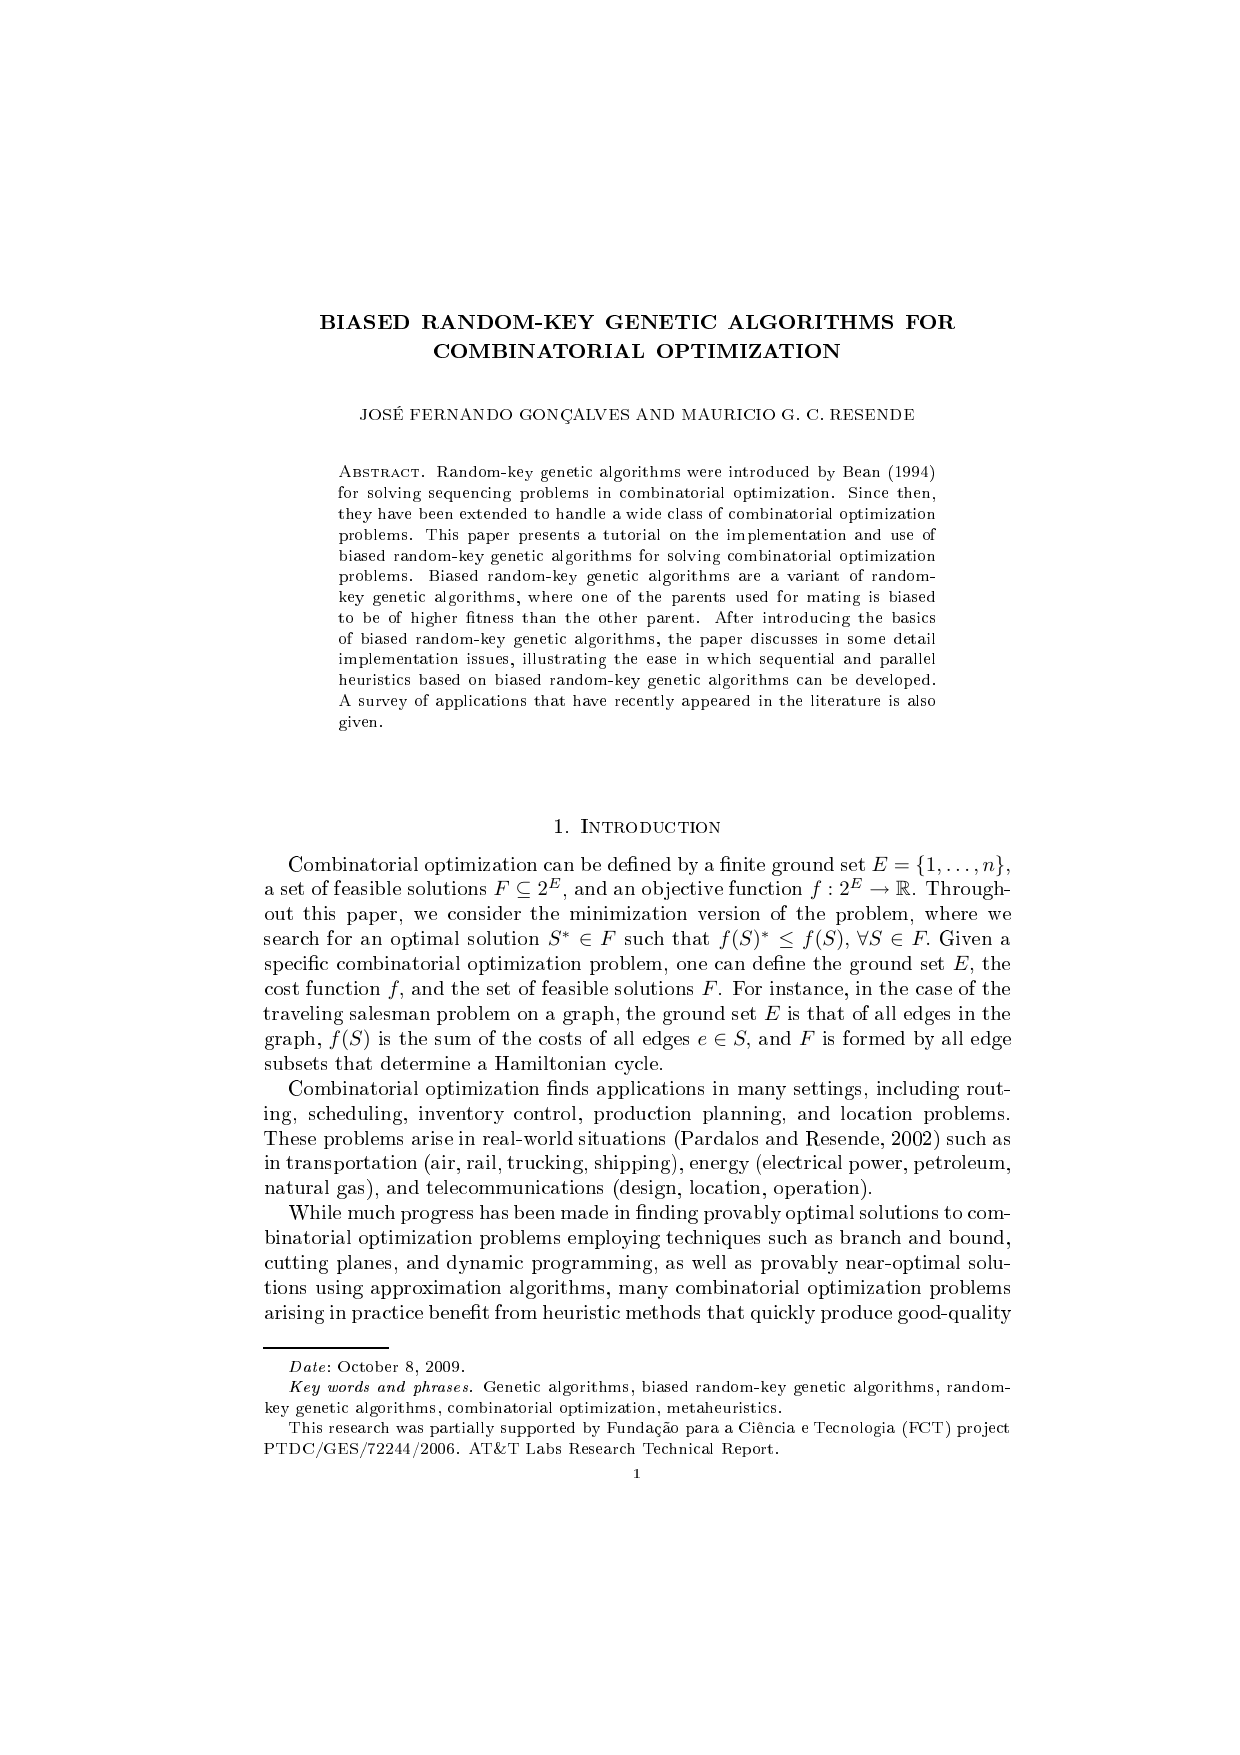 BIASED RANDOM-KEY GENETIC ALGORITHMS FOR
COMBINATORIAL OPTIMIZATION
JOSÉ FERNANDO GONÇALVES AND MAURICIO G. C. RESENDE
Abstract. Random-key genetic algorithms were introduced by Bean (1994)
for solving sequencing problems in combinatorial optimization. Since then,
they have been extended to handle a wide class of combinatorial optimization
problems. This paper presents a tutorial on the implementation and use of
biased random-key genetic algorithms for solving combinatorial optimization
problems. Biased random-key genetic algorithms are a variant of random-
key genetic algorithms, where one of the parents used for mating is biased
to be of higher fitness than the other parent. After introducing the basics
of biased random-key genetic algorithms, the paper discusses in some detail
implementation issues, illustrating the ease in which sequential and parallel
heuristics based on biased random-key genetic algorithms can be developed.
A survey of applications that have recently appeared in the literature is also
given.
1. Introduction
Combinatorial optimization can be defined by a finite ground set E = {1, . . . , n},
a set of feasible solutions F ⊆ 2^E, and an objective function f : 2^E → ℝ. Through-
out this paper, we consider the minimization version of the problem, where we
search for an optimal solution S* ∈ F such that f(S)* ≤ f(S), ∀S ∈ F. Given a
specific combinatorial optimization problem, one can define the ground set E, the
cost function f, and the set of feasible solutions F. For instance, in the case of the
traveling salesman problem on a graph, the ground set E is that of all edges in the
graph, f(S) is the sum of the costs of all edges e ∈ S, and F is formed by all edge
subsets that determine a Hamiltonian cycle.
Combinatorial optimization finds applications in many settings, including rout-
ing, scheduling, inventory control, production planning, and location problems.
These problems arise in real-world situations (Pardalos and Resende, 2002) such as
in transportation (air, rail, trucking, shipping), energy (electrical power, petroleum,
natural gas), and telecommunications (design, location, operation).
While much progress has been made in finding provably optimal solutions to com-
binatorial optimization problems employing techniques such as branch and bound,
cutting planes, and dynamic programming, as well as provably near-optimal solu-
tions using approximation algorithms, many combinatorial optimization problems
arising in practice benefit from heuristic methods that quickly produce good-quality
Date: October 8, 2009.
Key words and phrases. Genetic algorithms, biased random-key genetic algorithms, random-
key genetic algorithms, combinatorial optimization, metaheuristics.
This research was partially supported by Fundação para a Ciência e Tecnologia (FCT) project
PTDC/GES/72244/2006. AT&T Labs Research Technical Report.
1